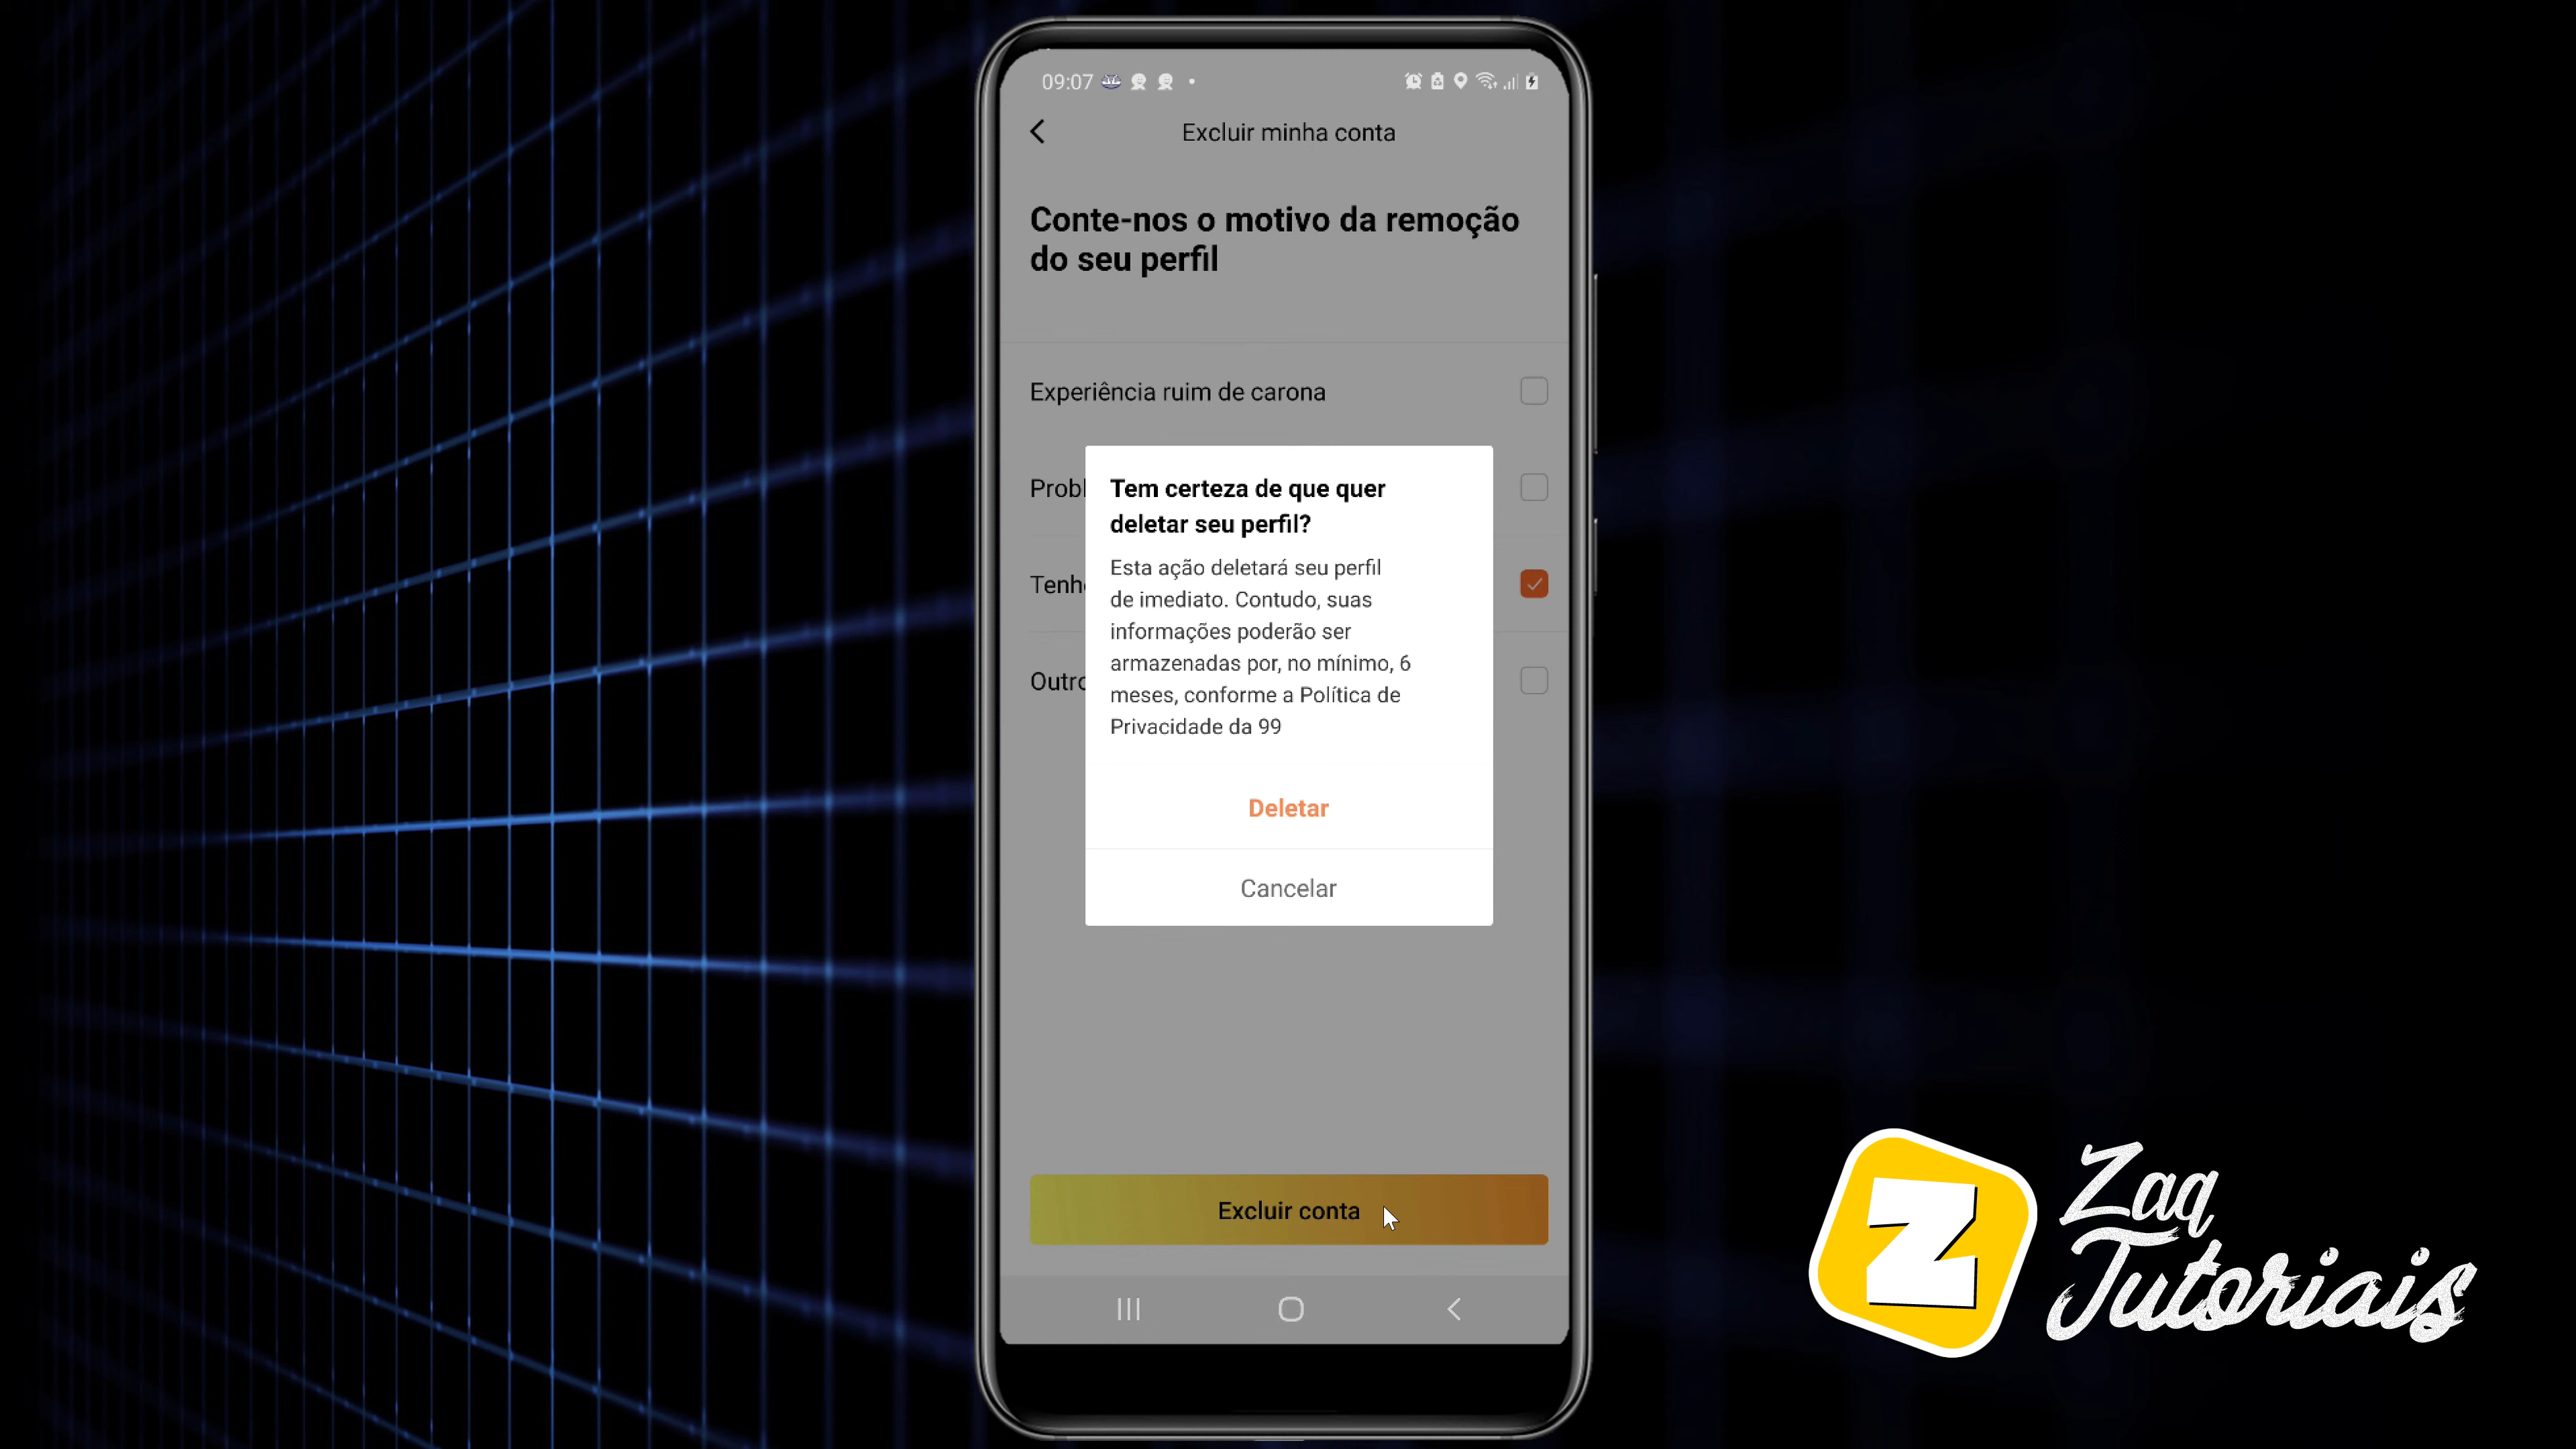 09:07
Excluir minha conta
Conte-nos o motivo da remoção
do seu perfil
Experiência ruim de carona
Probl
Tenh
Outro
Tem certeza de que quer
deletar seu perfil?
Esta ação deletará seu perfil
de imediato. Contudo, suas
informações poderão ser
armazenadas por, no mínimo, 6
meses, conforme a Política de
Privacidade da 99
Deletar
Cancelar
Excluir conta
Z
Zaq
Tutoriais